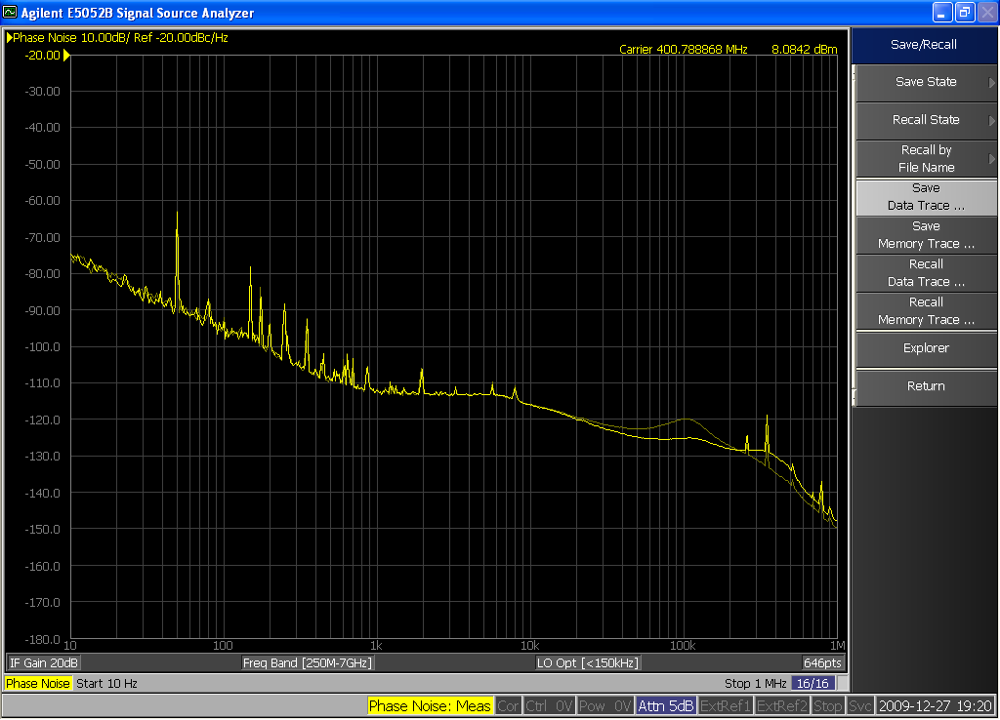 Agilent E5052B Signal Source Analyzer
Phase Noise 10.00dB/ Ref -20.00dBc/Hz
Carrier 400.788868 MHz 8.0842 dBm
-20.00
-30.00
-40.00
-50.00
-60.00
-70.00
-80.00
-90.00
-100.0
-110.0
-120.0
-130.0
-140.0
-150.0
-160.0
-170.0
-180.0
10 100 1k 10k 100k 1M
IF Gain 20dB Freq Band [250M-7GHz] LO Opt [<150kHz] 646pts
Phase Noise Start 10 Hz Stop 1 MHz 16/16
Phase Noise: Meas Cor Ctrl 0V Pow 0V Attn 5dB ExtRef1 ExtRef2 Stop Svc 2009-12-27 19:20
Save/Recall
Save State
Recall State
Recall by
File Name
Save
Data Trace ...
Save
Memory Trace ...
Recall
Data Trace ...
Recall
Memory Trace ...
Explorer
Return